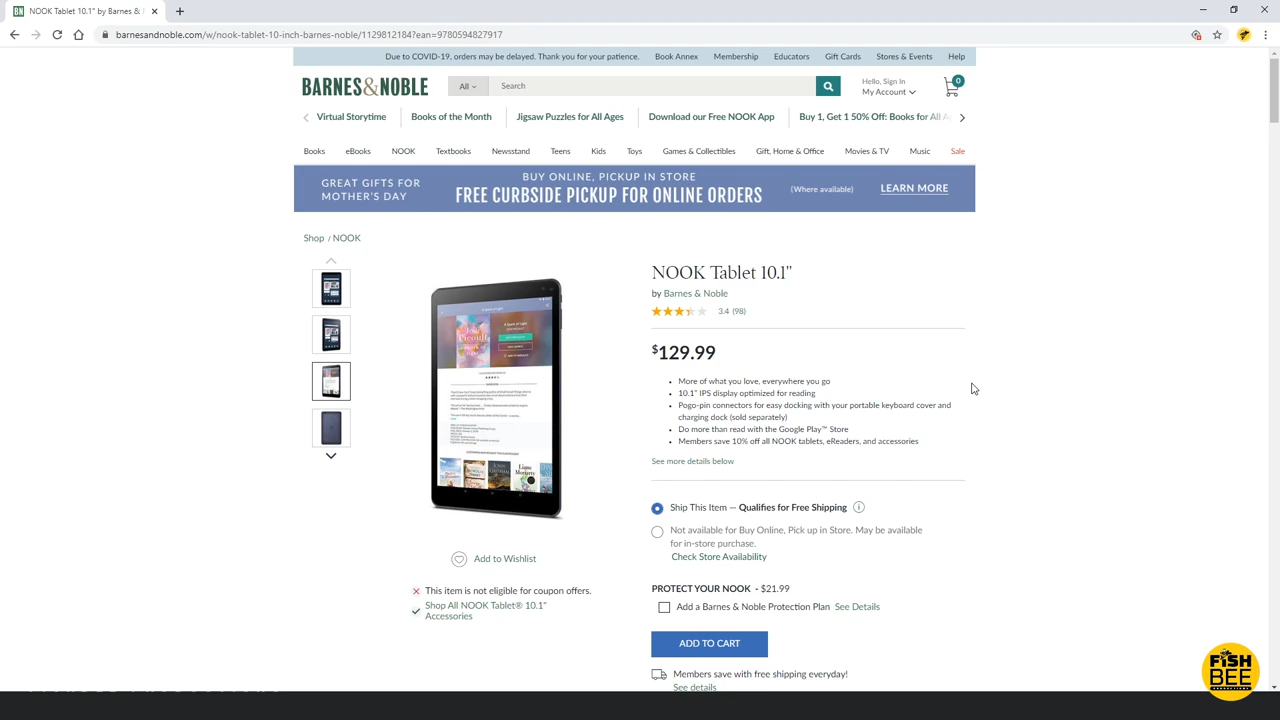 BN NOOK Tablet 10.1" by Barnes & 
barnesandnoble.com/w/nook-tablet-10-inch-barnes-noble/1129812184?ean=9780594827917
Due to COVID-19, orders may be delayed. Thank you for your patience. Book Annex Membership Educators Gift Cards Stores & Events Help
BARNES&NOBLE All Search Hello, Sign In
My Account 0
Virtual Storytime Books of the Month Jigsaw Puzzles for All Ages Download our Free NOOK App Buy 1, Get 1 50% Off: Books for All
Books eBooks NOOK Textbooks Newsstand Teens Kids Toys Games & Collectibles Gift, Home & Office Movies & TV Music Sale
GREAT GIFTS FOR
MOTHER'S DAY
BUY ONLINE, PICKUP IN STORE
FREE CURBSIDE PICKUP FOR ONLINE ORDERS (Where available) LEARN MORE
Shop / NOOK
NOOK Tablet 10.1"
by Barnes & Noble
3.4 (98)
$129.99
• More of what you love, everywhere you go
• 10.1" IPS display optimized for reading
• Pogo-pin connectors for easy docking with your portable keyboard cover and
charging dock (sold separately)
• Do more than read with the Google Play™ Store
• Members save 10% off all NOOK tablets, eReaders, and accessories
See more details below
Ship This Item — Qualifies for Free Shipping i
Not available for Buy Online, Pick up in Store. May be available
for in-store purchase.
Check Store Availability
Add to Wishlist
This item is not eligible for coupon offers.
Shop All NOOK Tablet® 10.1"
Accessories
PROTECT YOUR NOOK - $21.99
Add a Barnes & Noble Protection Plan See Details
ADD TO CART
Members save with free shipping everyday!
See details
FISH
BEE